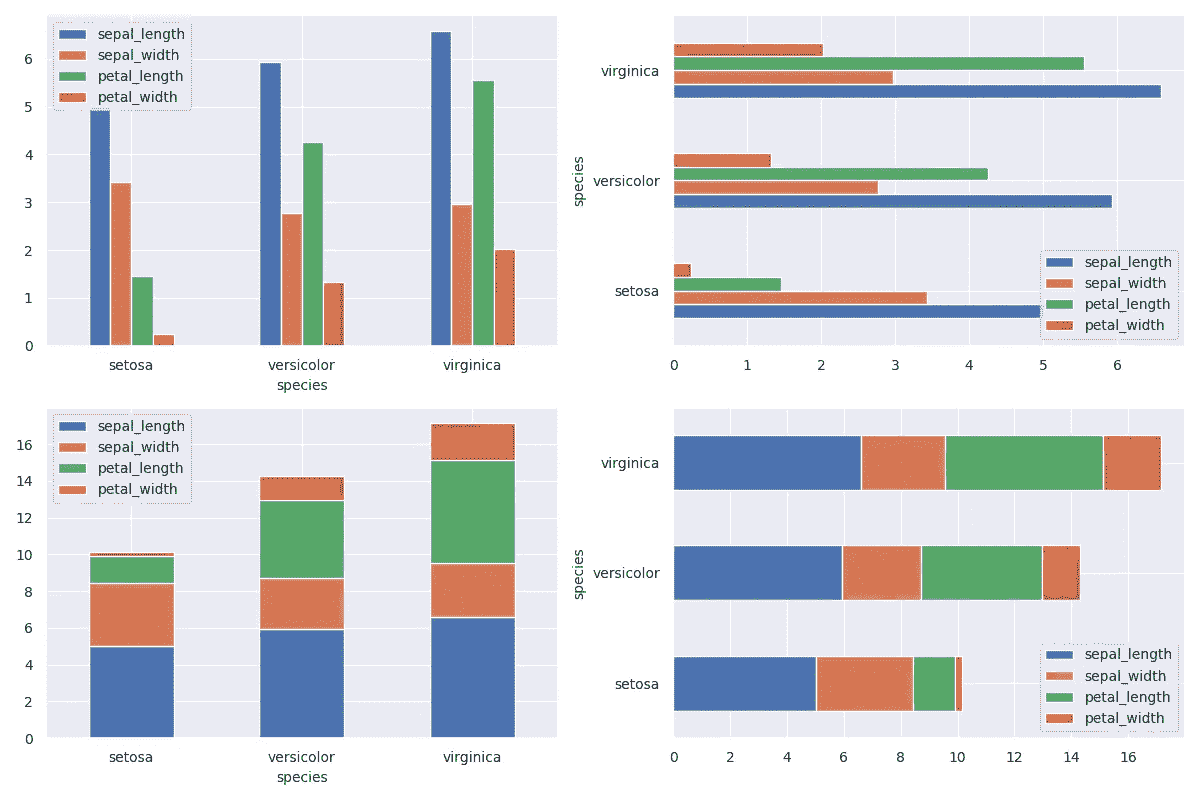 sepal_length
sepal_width
petal_length
petal_width
6
5
4
3
2
1
0
setosa
versicolor
virginica
species
species
virginica
versicolor
setosa
sepal_length
sepal_width
petal_length
petal_width
0
1
2
3
4
5
6
sepal_length
sepal_width
petal_length
petal_width
16
14
12
10
8
6
4
2
0
setosa
versicolor
virginica
species
species
virginica
versicolor
setosa
sepal_length
sepal_width
petal_length
petal_width
0
2
4
6
8
10
12
14
16